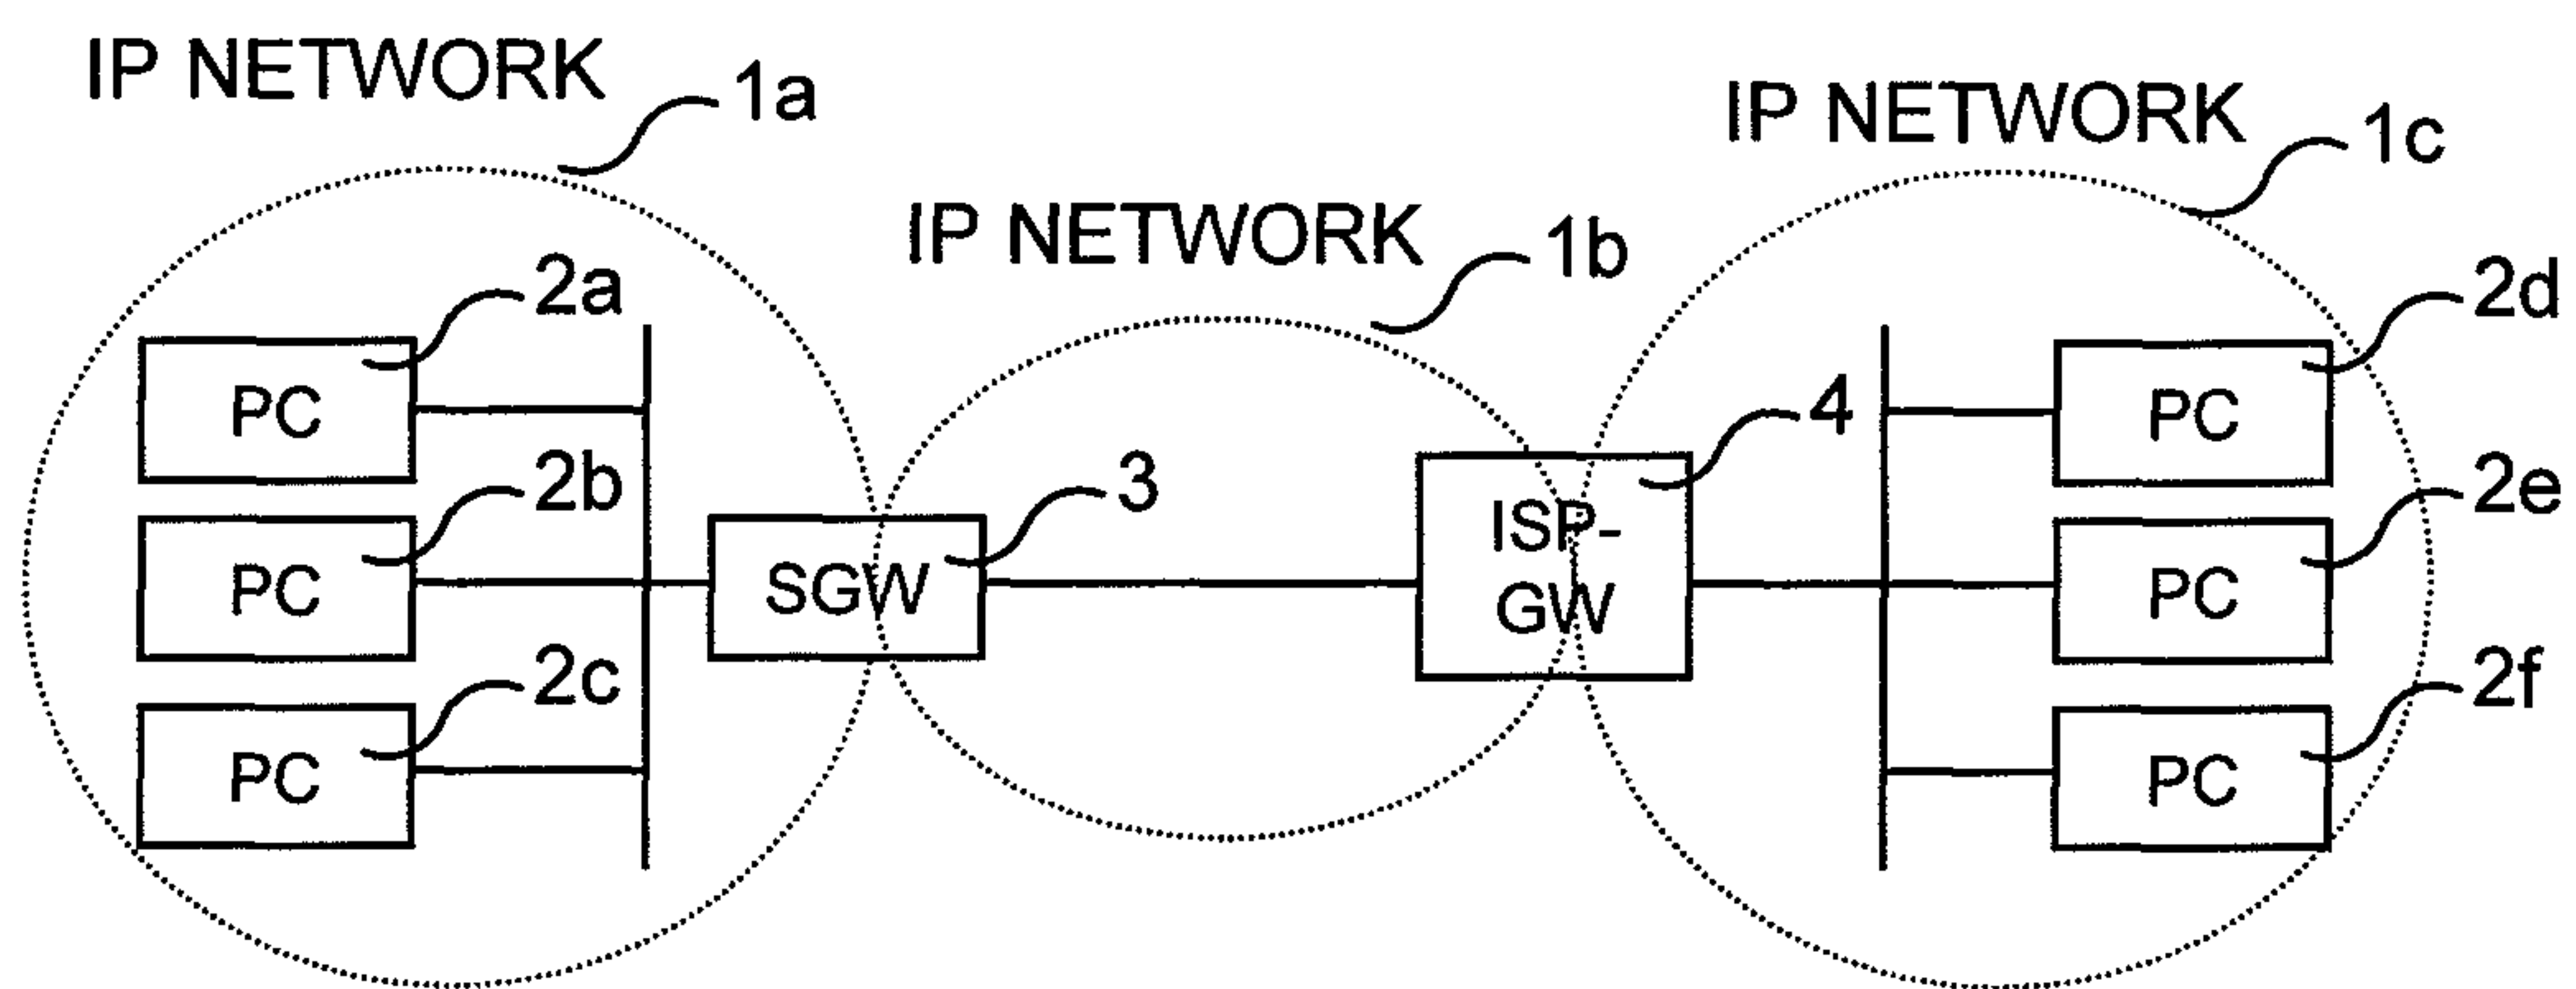 IP NETWORK
1a
IP NETWORK
1c
IP NETWORK
1b
2a
PC
2b
PC
2c
PC
SGW
3
ISP-
GW
4
2d
PC
2e
PC
2f
PC